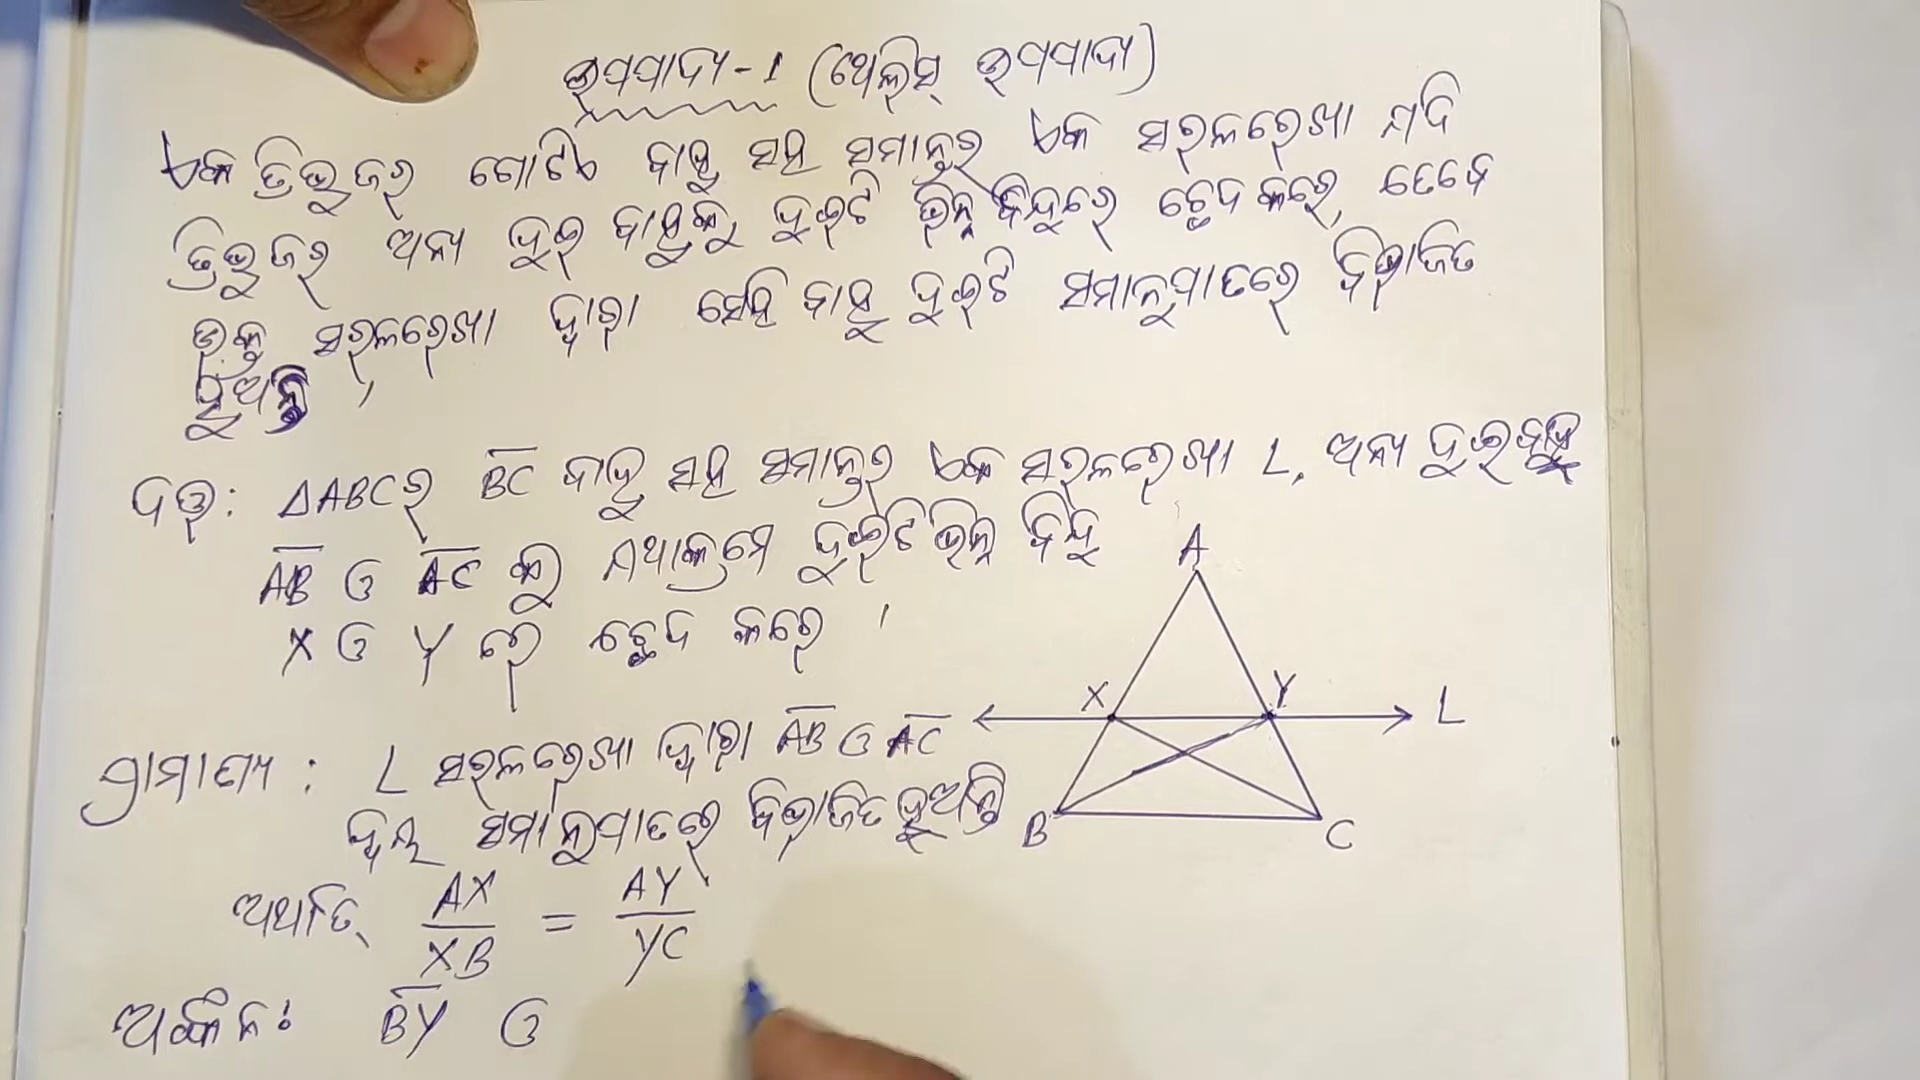 ଉପପାଦ୍ୟ-1 (ଥେଲିସ୍ ଉପପାଦ୍ୟ)
ଏକ ତ୍ରିଭୁଜର ଗୋଟିଏ ବାହୁ ସହ ସମାନ୍ତର ଏକ ସରଳରେଖା ଯଦି
ତ୍ରିଭୁଜର ଅନ୍ୟ ଦୁଇ ବାହୁକୁ ଦୁଇଟି ଭିନ୍ନ ବିନ୍ଦୁରେ ଛେଦ କରେ, ତେବେ
ଉକ୍ତ ସରଳରେଖା ଦ୍ୱାରା ସେହି ବାହୁ ଦୁଇଟି ସମାନୁପାତରେ ବିଭାଜିତ
ହୁଅନ୍ତି ।
ଦତ୍ତ: ΔABCର BC ବାହୁ ସହ ସମାନ୍ତର ଏକ ସରଳରେଖା L, ଅନ୍ୟ ଦୁଇବାହୁ
AB ଓ AC କୁ ଯଥାକ୍ରମେ ଦୁଇଟି ଭିନ୍ନ ବିନ୍ଦୁ
X ଓ Y ରେ ଛେଦ କରେ ।
A
X Y L
B C
ପ୍ରାମାଣ୍ୟ : L ସରଳରେଖା ଦ୍ୱାରା AB ଓ AC
ଦ୍ୱୟ ସମାନୁପାତରେ ବିଭାଜିତ ହୁଅନ୍ତି
ଅର୍ଥାତ୍ AX/XB = AY/YC
ଅଙ୍କନ: BY ଓ